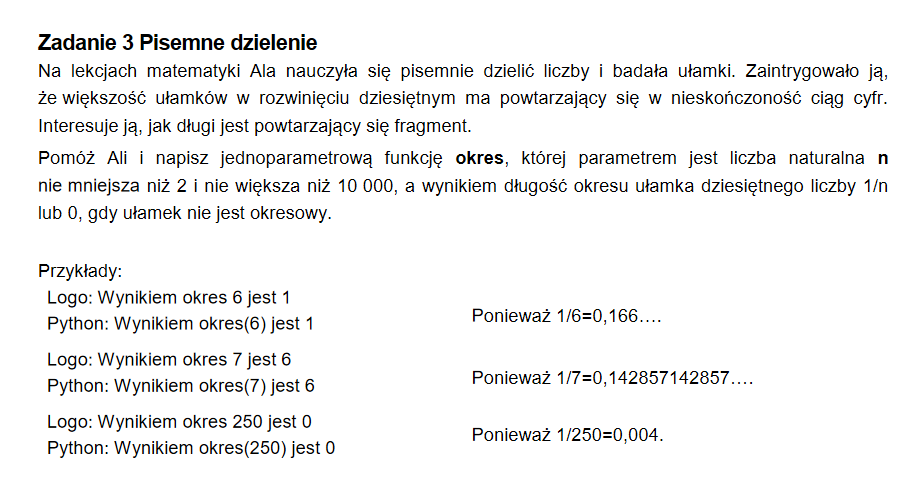 Zadanie 3 Pisemne dzielenie
Na lekcjach matematyki Ala nauczyła się pisemnie dzielić liczby i badała ułamki. Zaintrygowało ją,
że większość ułamków w rozwinięciu dziesiętnym ma powtarzający się w nieskończoność ciąg cyfr.
Interesuje ją, jak długi jest powtarzający się fragment.
Pomóż Ali i napisz jednoparametrową funkcję okres, której parametrem jest liczba naturalna n
nie mniejsza niż 2 i nie większa niż 10 000, a wynikiem długość okresu ułamka dziesiętnego liczby 1/n
lub 0, gdy ułamek nie jest okresowy.
Przykłady:
Logo: Wynikiem okres 6 jest 1
Python: Wynikiem okres(6) jest 1
Ponieważ 1/6=0,166….
Logo: Wynikiem okres 7 jest 6
Python: Wynikiem okres(7) jest 6
Ponieważ 1/7=0,142857142857….
Logo: Wynikiem okres 250 jest 0
Python: Wynikiem okres(250) jest 0
Ponieważ 1/250=0,004.